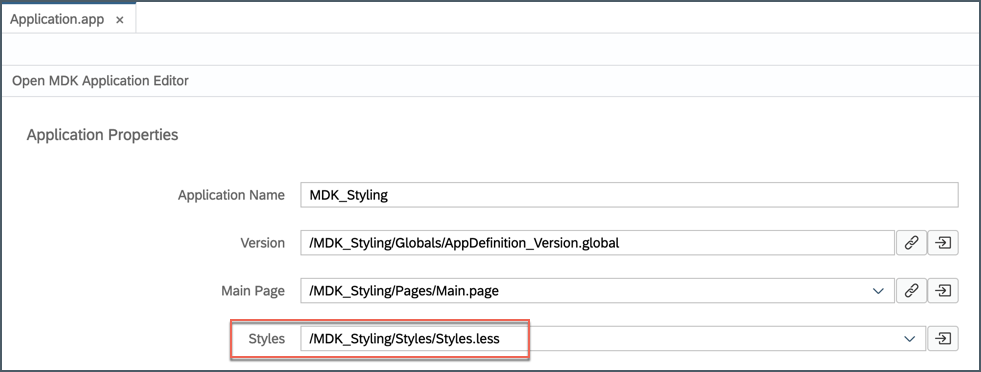 Application.app ×
Open MDK Application Editor
Application Properties
Application Name MDK_Styling
Version /MDK_Styling/Globals/AppDefinition_Version.global
Main Page /MDK_Styling/Pages/Main.page
Styles /MDK_Styling/Styles/Styles.less